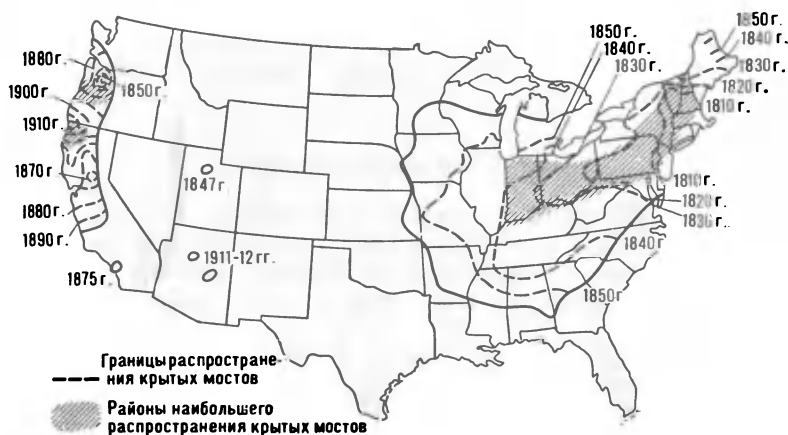 1880г.
1850г.
1900г.
1910г.
1870г.
1880г.
1890г.
1875г.
1847г.
1911-12гг.
1850г.
1840г.
1830г.
1850г.
1840г.
1830г.
1820г.
1810г.
1810г.
1820г.
1830г.
1840г
1850г.
Границы распростране-
ния крытых мостов
Районы наибольшего
распространения крытых мостов